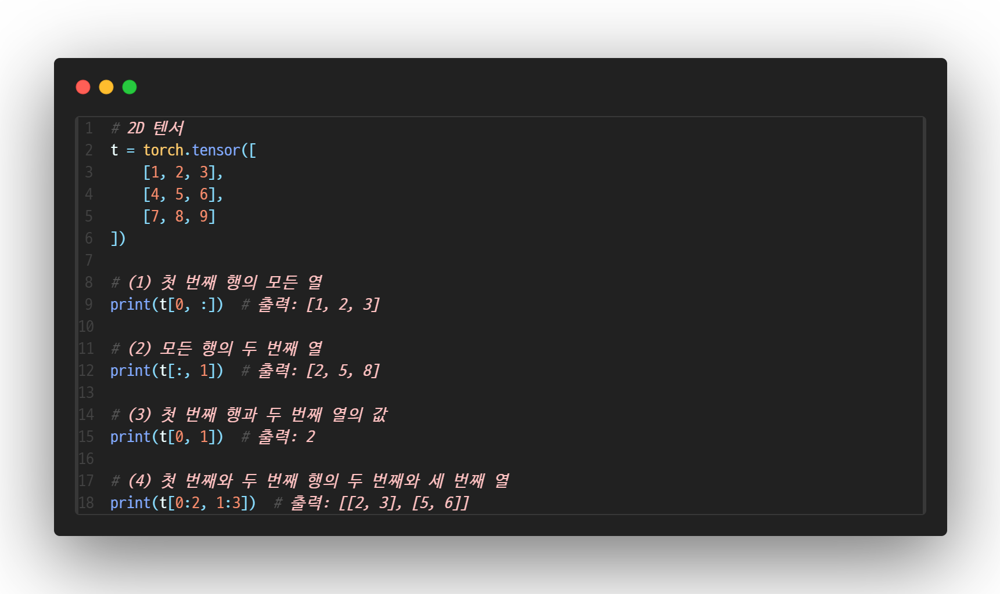 1 # 2D 텐서
2 t = torch.tensor([
3     [1, 2, 3],
4     [4, 5, 6],
5     [7, 8, 9]
6 ])
7
8 # (1) 첫 번째 행의 모든 열
9 print(t[0, :])  # 출력: [1, 2, 3]
10
11 # (2) 모든 행의 두 번째 열
12 print(t[:, 1])  # 출력: [2, 5, 8]
13
14 # (3) 첫 번째 행과 두 번째 열의 값
15 print(t[0, 1])  # 출력: 2
16
17 # (4) 첫 번째와 두 번째 행의 두 번째와 세 번째 열
18 print(t[0:2, 1:3])  # 출력: [[2, 3], [5, 6]]